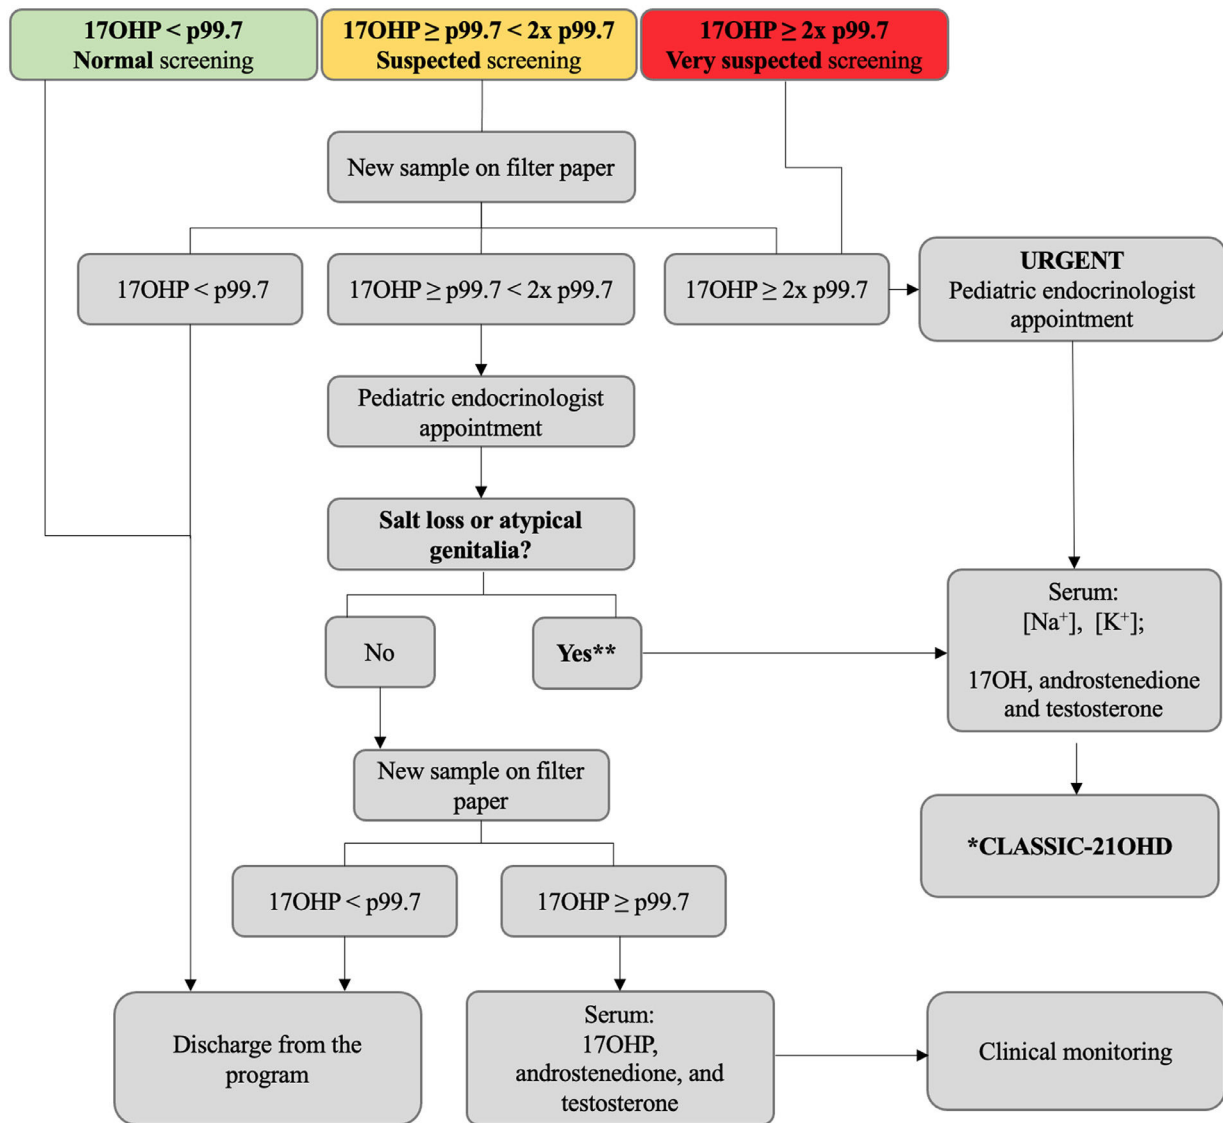 17OHP < p99.7
Normal screening
17OHP ≥ p99.7 < 2x p99.7
Suspected screening
17OHP ≥ 2x p99.7
Very suspected screening
New sample on filter paper
17OHP < p99.7
17OHP ≥ p99.7 < 2x p99.7
17OHP ≥ 2x p99.7
URGENT
Pediatric endocrinologist
appointment
Pediatric endocrinologist
appointment
Salt loss or atypical
genitalia?
No
Yes**
Serum:
[Na⁺], [K⁺];
17OH, androstenedione
and testosterone
New sample on filter
paper
*CLASSIC-21OHD
17OHP < p99.7
17OHP ≥ p99.7
Discharge from the
program
Serum:
17OHP,
androstenedione, and
testosterone
Clinical monitoring